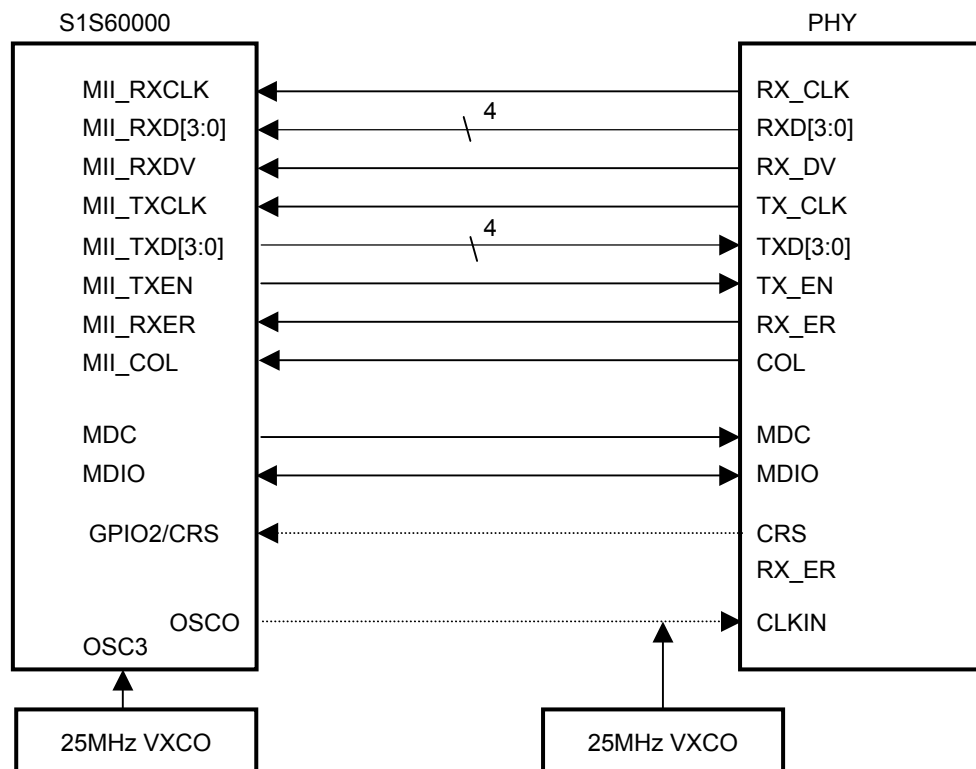 S1S60000 PHY
MII_RXCLK RX_CLK
4
MII_RXD[3:0] RXD[3:0]
MII_RXDV RX_DV
MII_TXCLK TX_CLK
4
MII_TXD[3:0] TXD[3:0]
MII_TXEN TX_EN
MII_RXER RX_ER
MII_COL COL
MDC MDC
MDIO MDIO
GPIO2/CRS CRS
RX_ER
OSCO CLKIN
OSC3
25MHz VXCO 25MHz VXCO